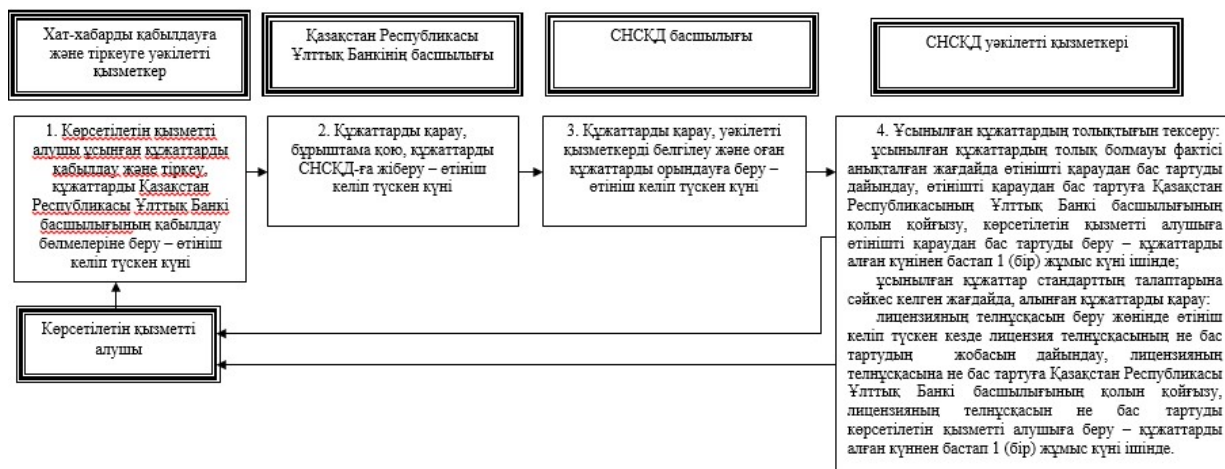 Хат-хабарды қабылдауға
және тіркеуге уәкілетті
қызметкер
Қазақстан Республикасы
Ұлттық Банкінің басшылығы
СНСҚД басшылығы
СНСҚД уәкілетті қызметкері
1. Көрсетілетін қызметті
алушы ұсынған құжаттарды
қабылдау және тіркеу,
құжаттарды Қазақстан
Республикасы Ұлттық Банкі
басшылығының қабылдау
бөлмелеріне беру – өтініш
келіп түскен күні
2. Құжаттарды қарау,
бұрыштама қою, құжаттарды
СНСҚД-ға жіберу – өтініш
келіп түскен күні
3. Құжаттарды қарау, уәкілетті
қызметкерді белгілеу және оған
құжаттарды орындауға беру –
өтініш келіп түскен күні
4. Ұсынылған құжаттардың толықтығын тексеру:
ұсынылған құжаттардың толық болмауы фактісі
анықталған жағдайда өтінішті қараудан бас тартуды
дайындау, өтінішті қараудан бас тартуға Қазақстан
Республикасының Ұлттық Банкі басшылығының
қолын қойғызу, көрсетілетін қызметті алушыға
өтінішті қараудан бас тартуды беру – құжаттарды
алған күнінен бастап 1 (бір) жұмыс күні ішінде;
ұсынылған құжаттар стандарттың талаптарына
сәйкес келген жағдайда, алынған құжаттарды қарау:
лицензияның телнұсқасын беру жөнінде өтініш
келіп түскен кезде лицензия телнұсқасының не бас
тартудың жобасын дайындау, лицензияның
телнұсқасына не бас тартуға Қазақстан Республикасы
Ұлттық Банкі басшылығының қолын қойғызу,
лицензияның телнұсқасын не бас тартуды
көрсетілетін қызметті алушыға беру – құжаттарды
алған күннен бастап 1 (бір) жұмыс күні ішінде.
Көрсетілетін қызметті
алушы